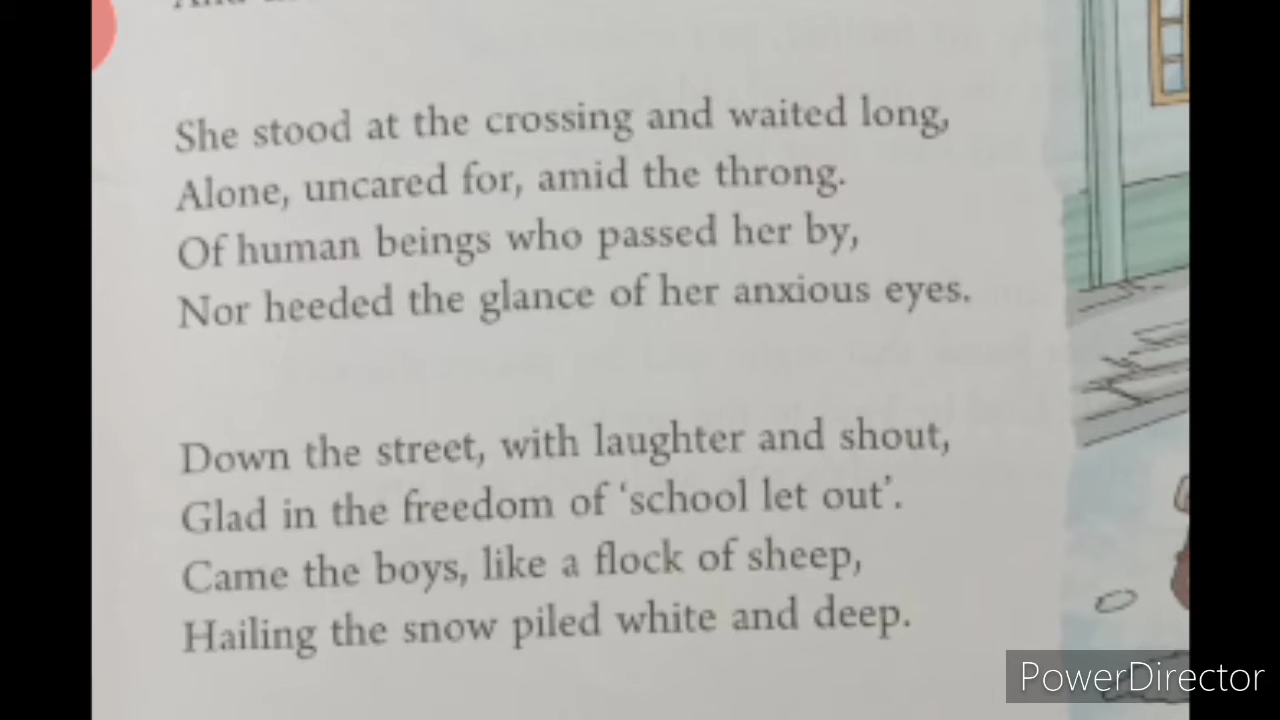 She stood at the crossing and waited long,
Alone, uncared for, amid the throng.
Of human beings who passed her by,
Nor heeded the glance of her anxious eyes.
Down the street, with laughter and shout,
Glad in the freedom of ‘school let out’.
Came the boys, like a flock of sheep,
Hailing the snow piled white and deep.
PowerDirector